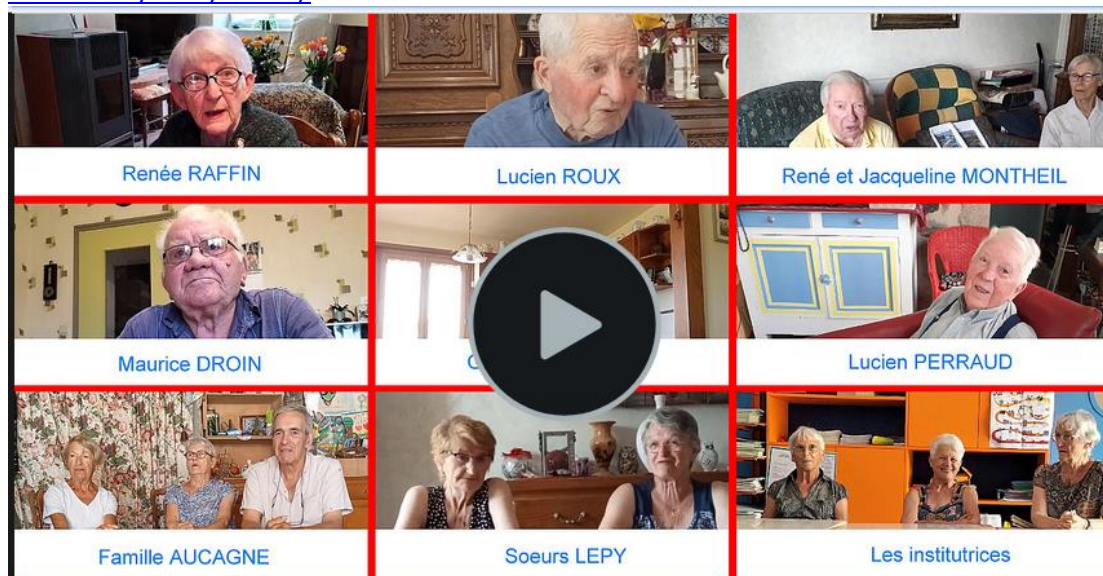 Renée RAFFIN
Lucien ROUX
René et Jacqueline MONTHEIL
Maurice DROIN
Lucien PERRAUD
Famille AUCAGNE
Soeurs LEPY
Les institutrices